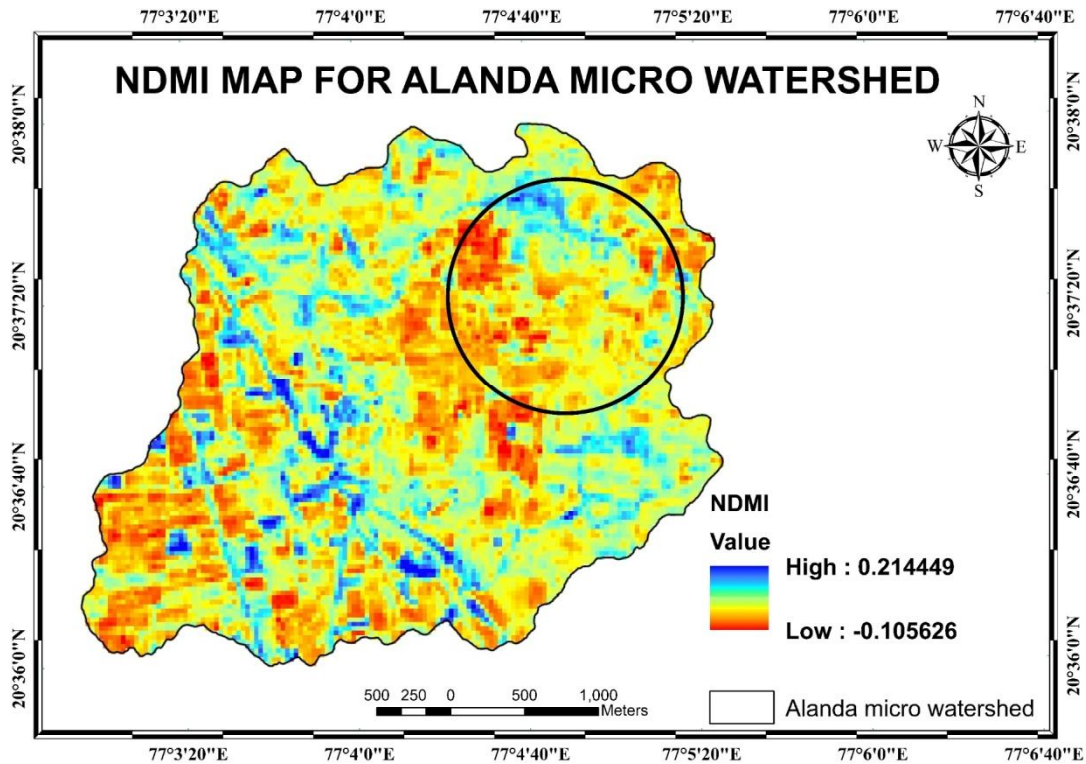 77°3'20"E 77°4'0"E 77°4'40"E 77°5'20"E 77°6'0"E 77°6'40"E
NDMI MAP FOR ALANDA MICRO WATERSHED
N
W E
S
20°38'0"N 20°38'0"N
20°37'20"N 20°37'20"N
20°36'40"N 20°36'40"N
20°36'0"N 20°36'0"N
NDMI
Value
High : 0.214449
Low : -0.105626
500 250 0 500 1,000
Meters
Alanda micro watershed
77°3'20"E 77°4'0"E 77°4'40"E 77°5'20"E 77°6'0"E 77°6'40"E